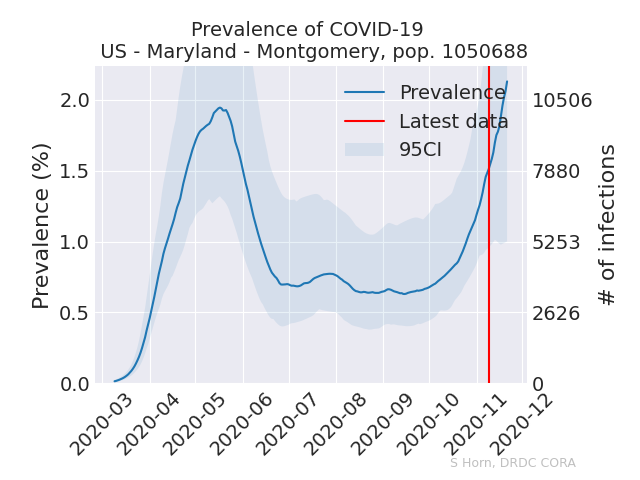 Prevalence of COVID-19
US - Maryland - Montgomery, pop. 1050688
Prevalence
Latest data
95CI
Prevalence (%)
2.0
1.5
1.0
0.5
0.0
10506
7880
5253
2626
0
# of infections
2020-03
2020-04
2020-05
2020-06
2020-07
2020-08
2020-09
2020-10
2020-11
2020-12
S Horn, DRDC CORA